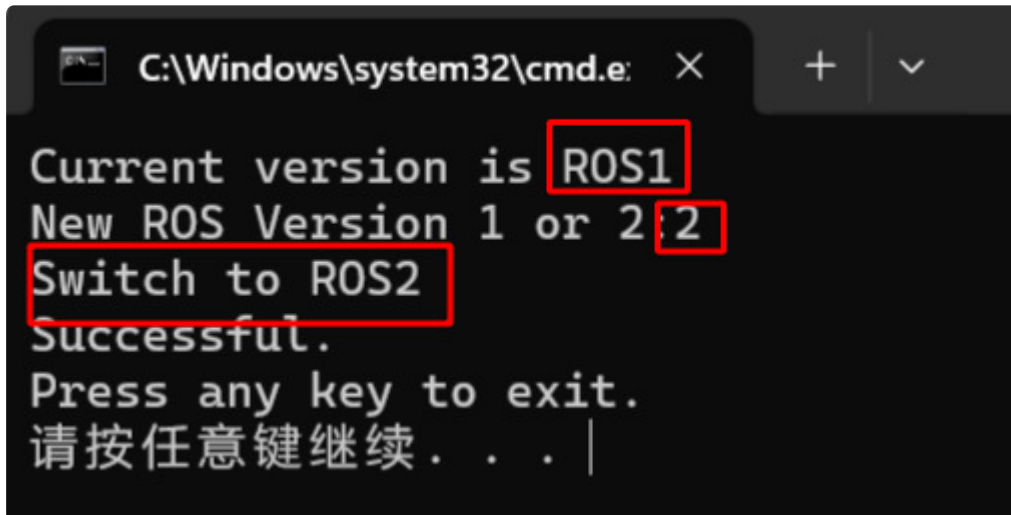 C:\Windows\system32\cmd.e
Current version is ROS1
New ROS Version 1 or 2:2
Switch to ROS2
Successful.
Press any key to exit.
请按任意键继续. . .